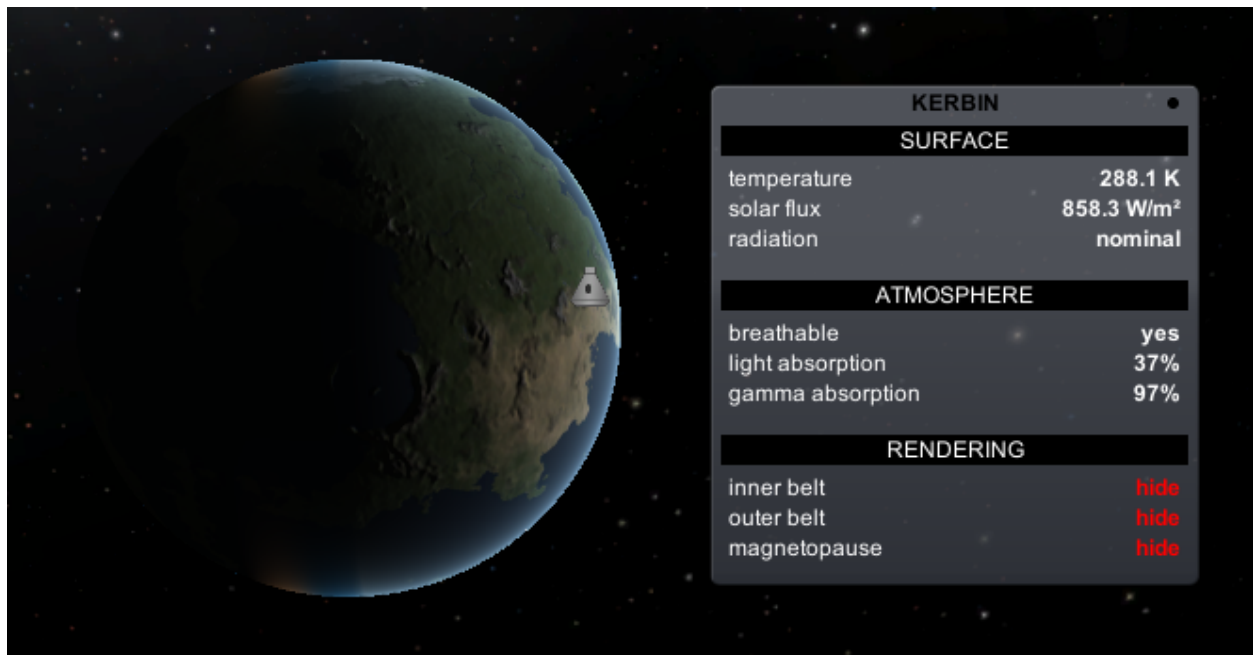 KERBIN
SURFACE
temperature 288.1 K
solar flux 858.3 W/m²
radiation nominal
ATMOSPHERE
breathable yes
light absorption 37%
gamma absorption 97%
RENDERING
inner belt hide
outer belt hide
magnetopause hide